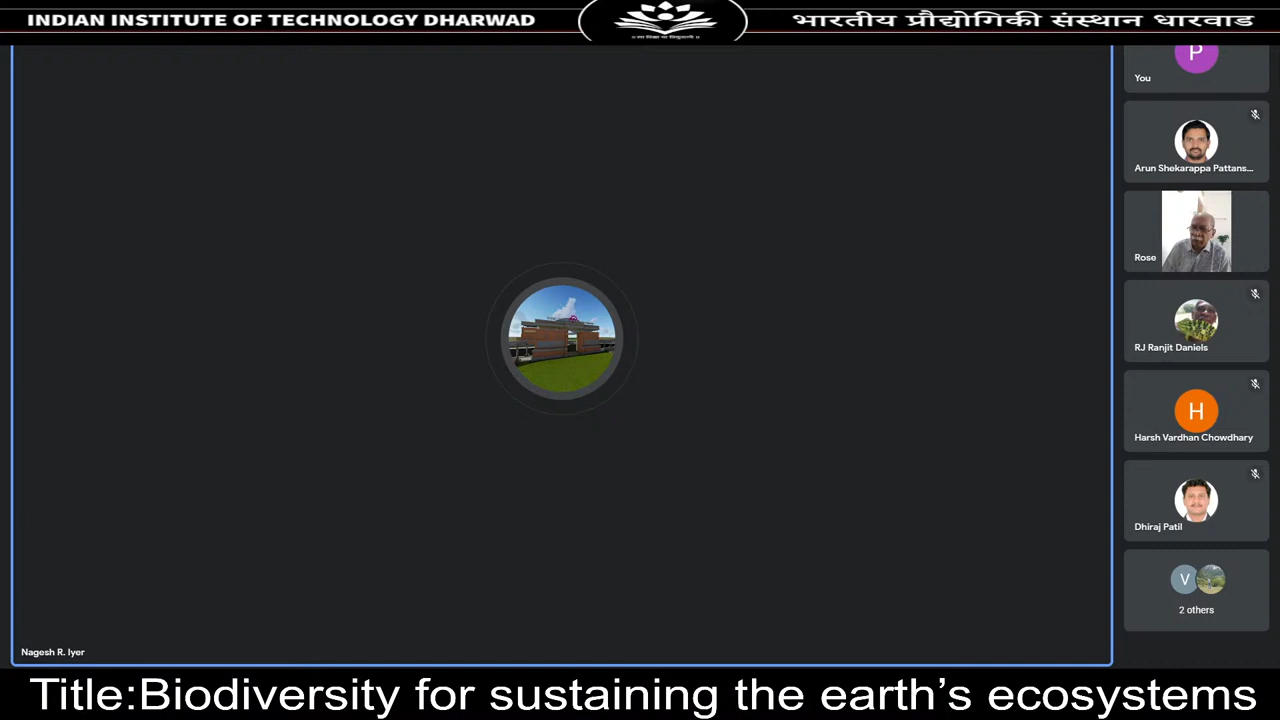 INDIAN INSTITUTE OF TECHNOLOGY DHARWAD
भारतीय प्रौद्योगिकी संस्थान धारवाड
P
You
Arun Shekarappa Pattans...
Rose
RJ Ranjit Daniels
H
Harsh Vardhan Chowdhary
Dhiraj Patil
V
2 others
Nagesh R. Iyer
Title:Biodiversity for sustaining the earth’s ecosystems